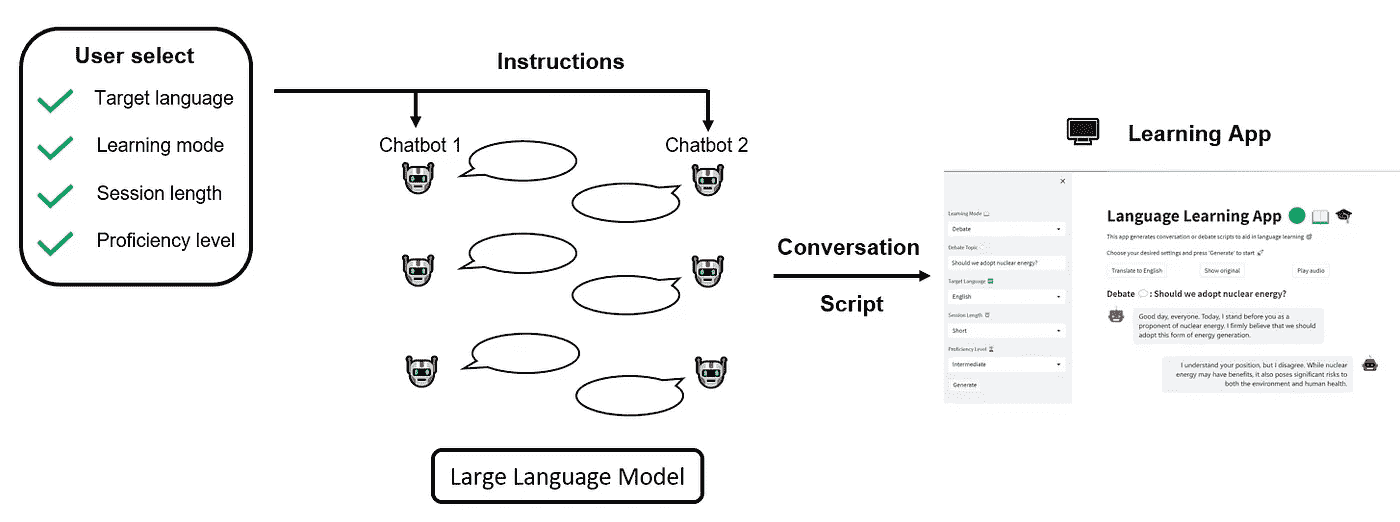 User select
Target language
Learning mode
Session length
Proficiency level
Instructions
Chatbot 1
Chatbot 2
Large Language Model
Conversation
Script
Learning App
Learning Mode
Debate
Debate Topic
Should we adopt nuclear energy?
Target Language
English
Session Length
Short
Proficiency Level
Intermediate
Generate
Language Learning App
This app generates conversation or debate scripts to aid in language learning
Choose your desired settings and press 'Generate' to start
Translate to English
Show original
Play audio
Debate : Should we adopt nuclear energy?
Good day, everyone. Today, I stand before you as a
proponent of nuclear energy. I firmly believe that we should
adopt this form of energy generation.
I understand your position, but I disagree. While nuclear
energy may have benefits, it also poses significant risks to
both the environment and human health.